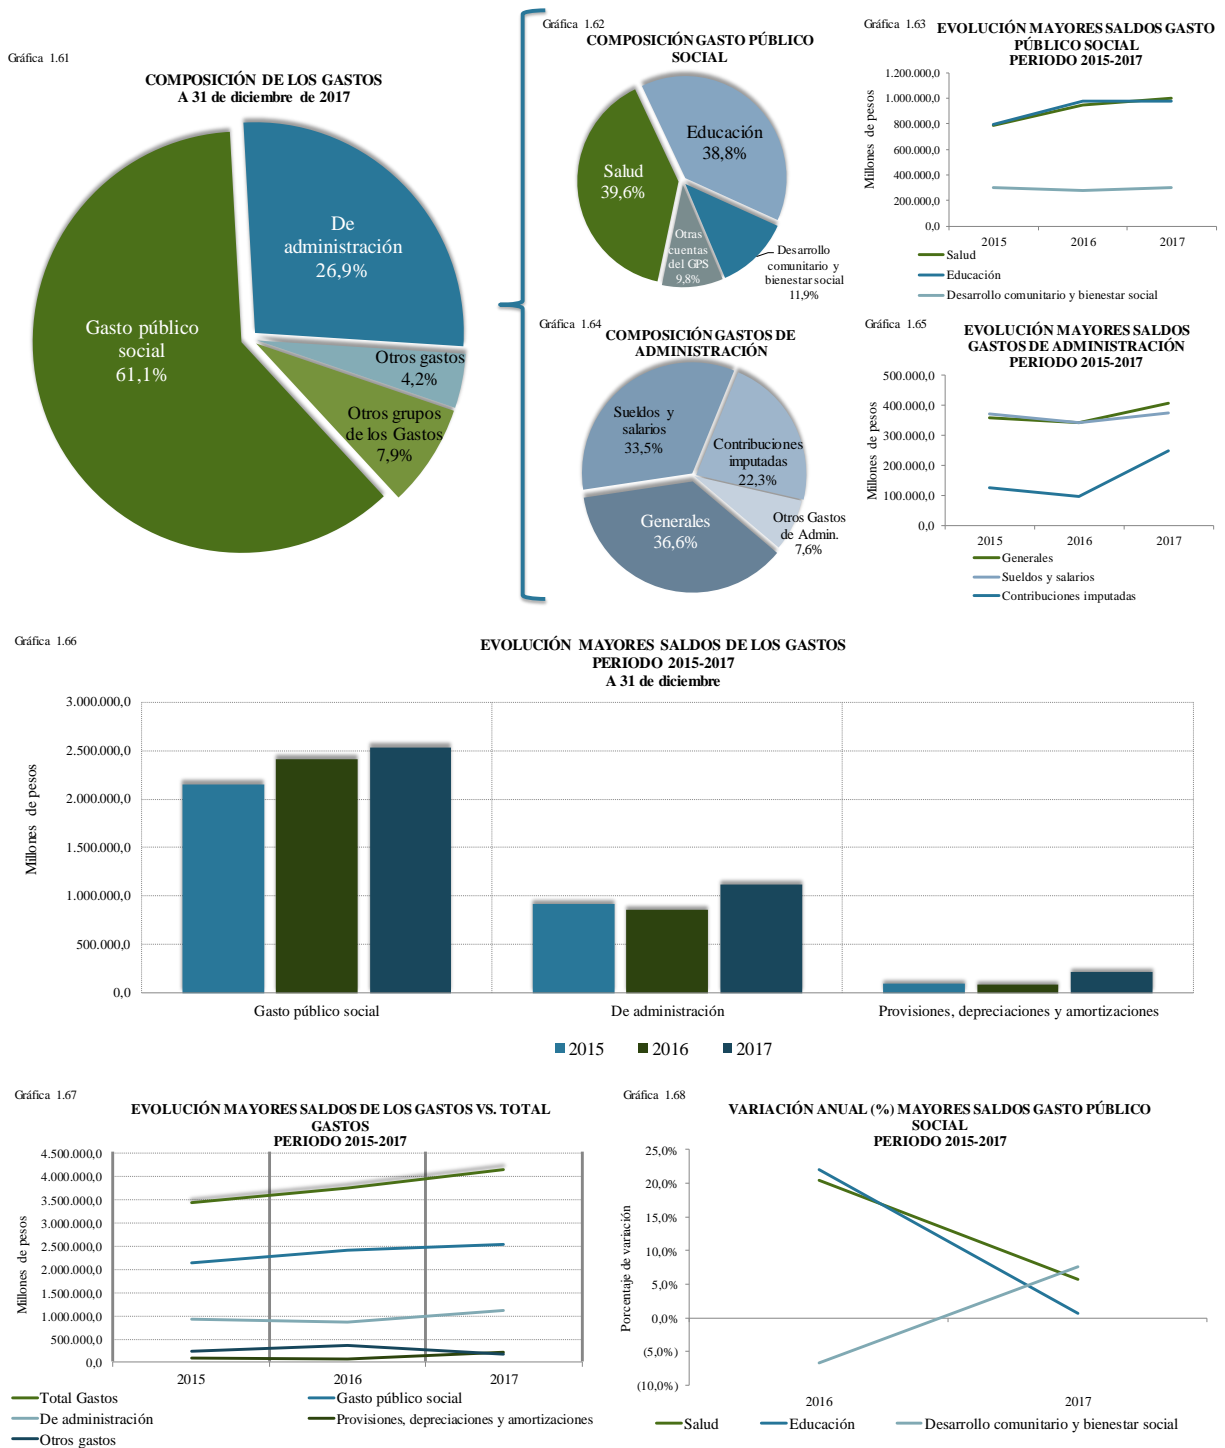 Gráfica 1.61
COMPOSICIÓN DE LOS GASTOS
A 31 de diciembre de 2017
De
administración
26,9%
Gasto público
social
61,1%
Otros gastos
4,2%
Otros grupos
de los Gastos
7,9%
Gráfica 1.62
COMPOSICIÓN GASTO PÚBLICO
SOCIAL
Educación
38,8%
Salud
39,6%
Otras
cuentas
del GPS
9,8%
Desarrollo
comunitario y
bienestar social
11,9%
Gráfica 1.63
EVOLUCIÓN MAYORES SALDOS GASTO
PÚBLICO SOCIAL
PERIODO 2015-2017
Millones de pesos
1.200.000,0
1.000.000,0
800.000,0
600.000,0
400.000,0
200.000,0
0,0
2015 2016 2017
Salud
Educación
Desarrollo comunitario y bienestar social
Gráfica 1.64
COMPOSICIÓN GASTOS DE
ADMINISTRACIÓN
Sueldos y
salarios
33,5%
Contribuciones
imputadas
22,3%
Otros Gastos
de Admin.
7,6%
Generales
36,6%
Gráfica 1.65
EVOLUCIÓN MAYORES SALDOS
GASTOS DE ADMINISTRACIÓN
PERIODO 2015-2017
Millones de pesos
500.000,0
400.000,0
300.000,0
200.000,0
100.000,0
0,0
2015 2016 2017
Generales
Sueldos y salarios
Contribuciones imputadas
Gráfica 1.66
EVOLUCIÓN MAYORES SALDOS DE LOS GASTOS
PERIODO 2015-2017
A 31 de diciembre
Millones de pesos
3.000.000,0
2.500.000,0
2.000.000,0
1.500.000,0
1.000.000,0
500.000,0
0,0
Gasto público social De administración Provisiones, depreciaciones y amortizaciones
2015 2016 2017
Gráfica 1.67
EVOLUCIÓN MAYORES SALDOS DE LOS GASTOS VS. TOTAL
GASTOS
PERIODO 2015-2017
Millones de pesos
4.500.000,0
4.000.000,0
3.500.000,0
3.000.000,0
2.500.000,0
2.000.000,0
1.500.000,0
1.000.000,0
500.000,0
0,0
2015 2016 2017
Total Gastos Gasto público social
De administración Provisiones, depreciaciones y amortizaciones
Otros gastos
Gráfica 1.68
VARIACIÓN ANUAL (%) MAYORES SALDOS GASTO PÚBLICO
SOCIAL
PERIODO 2015-2017
Porcentaje de variación
25,0%
20,0%
15,0%
10,0%
5,0%
0,0%
(5,0%)
(10,0%)
2016 2017
Salud Educación Desarrollo comunitario y bienestar social